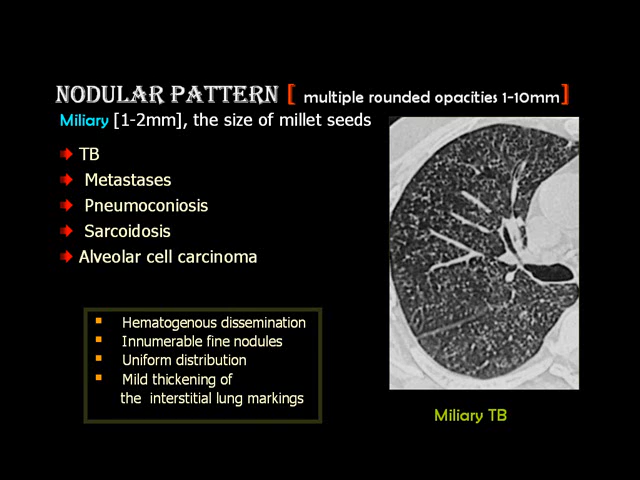 NODULAR PATTERN [ multiple rounded opacities 1-10mm]
Miliary [1-2mm], the size of millet seeds
TB
Metastases
Pneumoconiosis
Sarcoidosis
Alveolar cell carcinoma
Hematogenous dissemination
Innumerable fine nodules
Uniform distribution
Mild thickening of
the interstitial lung markings
Miliary TB